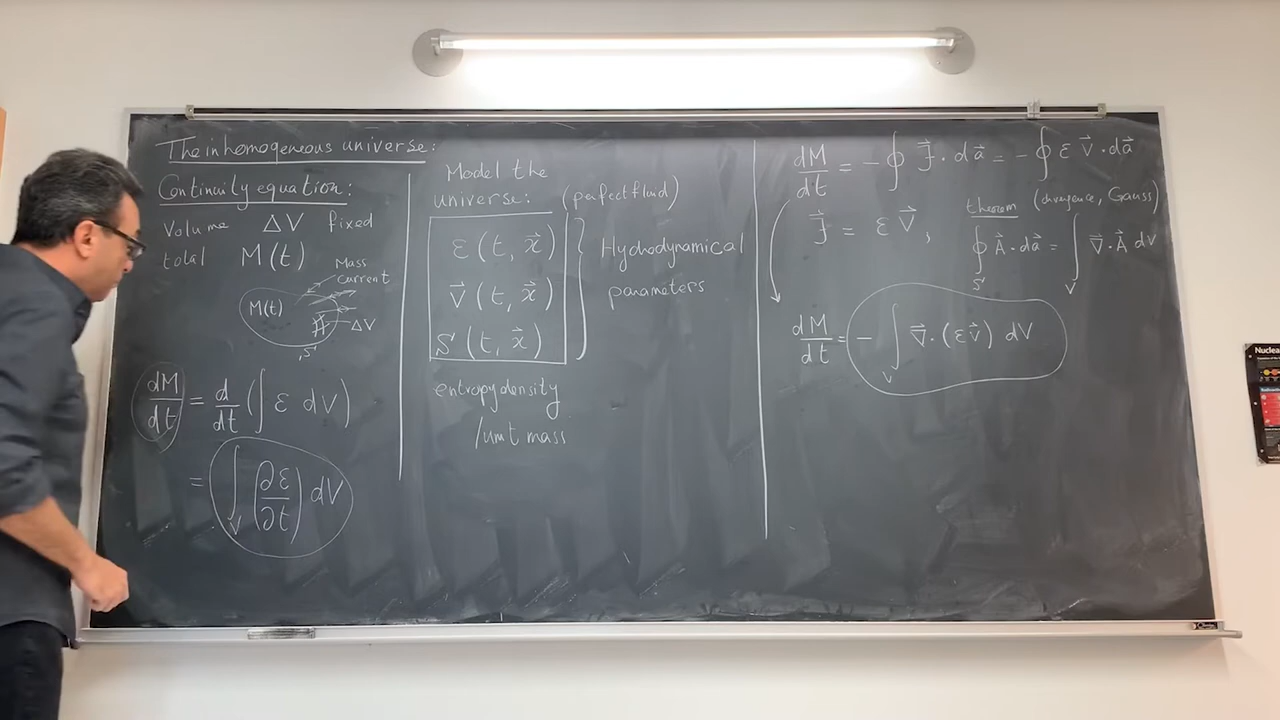 The inhomogeneous universe:
Continuity equation:
Volume ΔV fixed
total M(t)
Mass
current
M(t)
ΔV
S
dM/dt = d/dt (∫ ε dV)
= ∫_V (∂ε/∂t) dV
Model the
universe: (perfect fluid)
ε(t, x⃗)
V⃗(t, x⃗)
S(t, x⃗)
Hydrodynamical
parameters
entropy density
/unit mass
dM/dt = -∮ J⃗ · da⃗ = -∮ ε V⃗ · da⃗
J⃗ = ε V⃗,
theorem (divergence, Gauss)
∮_S A⃗ · da⃗ = ∫_V ∇⃗ · A⃗ dV
dM/dt = - ∫_V ∇⃗ · (ε v⃗) dV